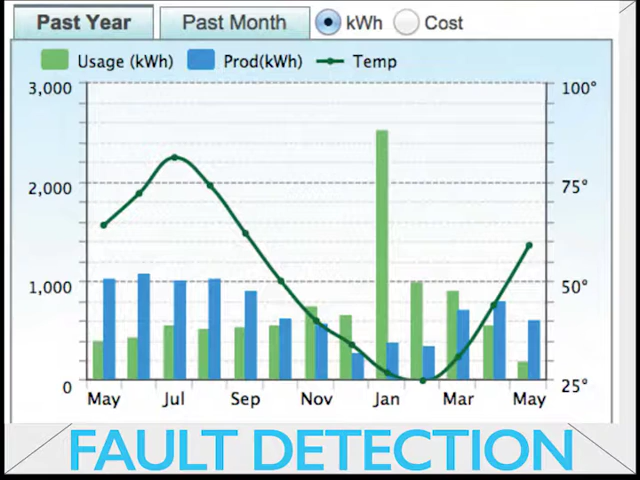 Past Year Past Month kWh Cost
Usage (kWh) Prod(kWh) Temp
3,000 100°
2,000 75°
1,000 50°
0 25°
May Jul Sep Nov Jan Mar May
FAULT DETECTION